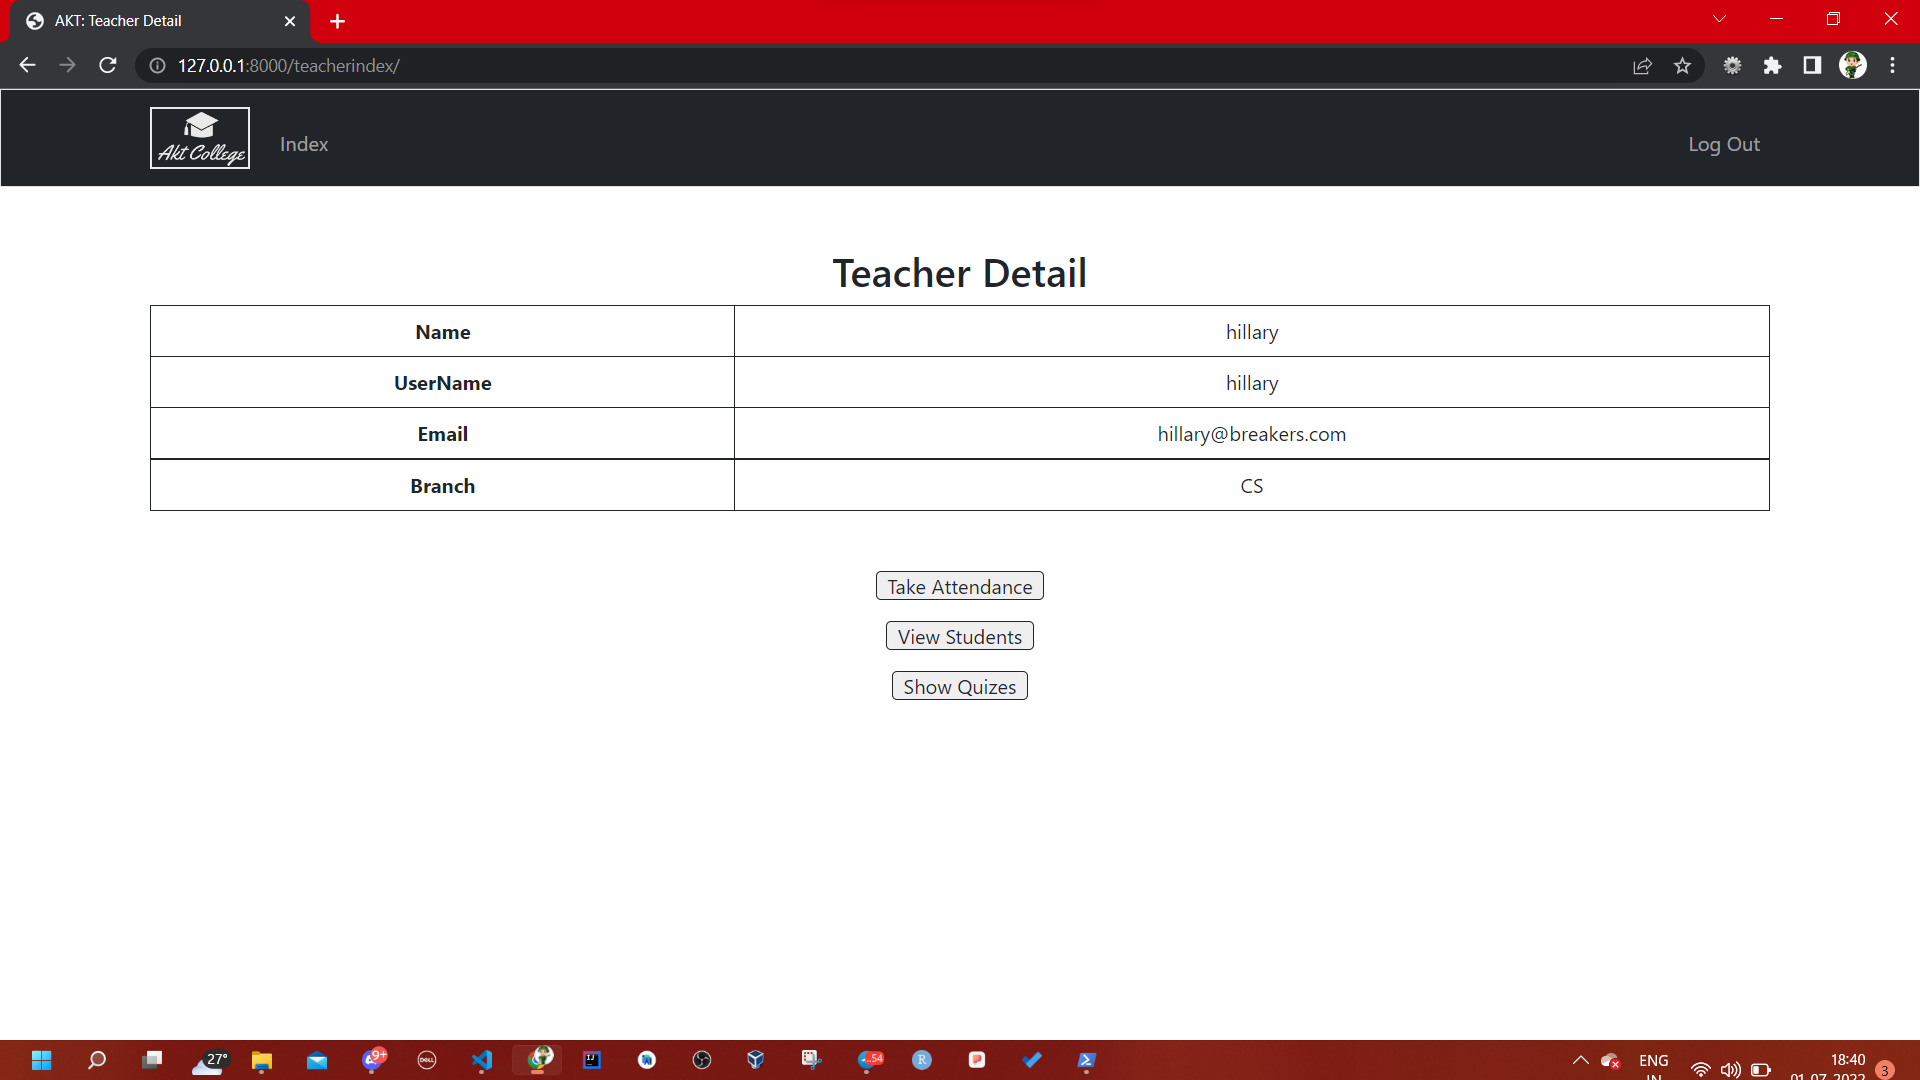 AKT: Teacher Detail
127.0.0.1:8000/teacherindex/
Akt College
Index
Log Out
Teacher Detail
Name hillary
UserName hillary
Email hillary@breakers.com
Branch CS
Take Attendance
View Students
Show Quizes
27°
9+
DELL
IJ
..54
R
ENG
IN
18:40
01-07-2022
3